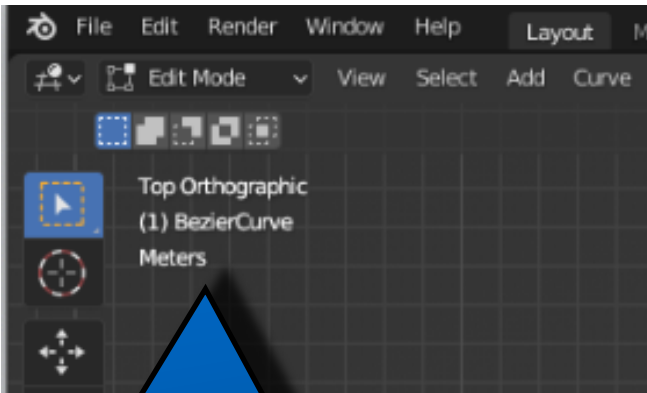 File Edit Render Window Help Layout M
Edit Mode View Select Add Curve
Top Orthographic
(1) BezierCurve
Meters